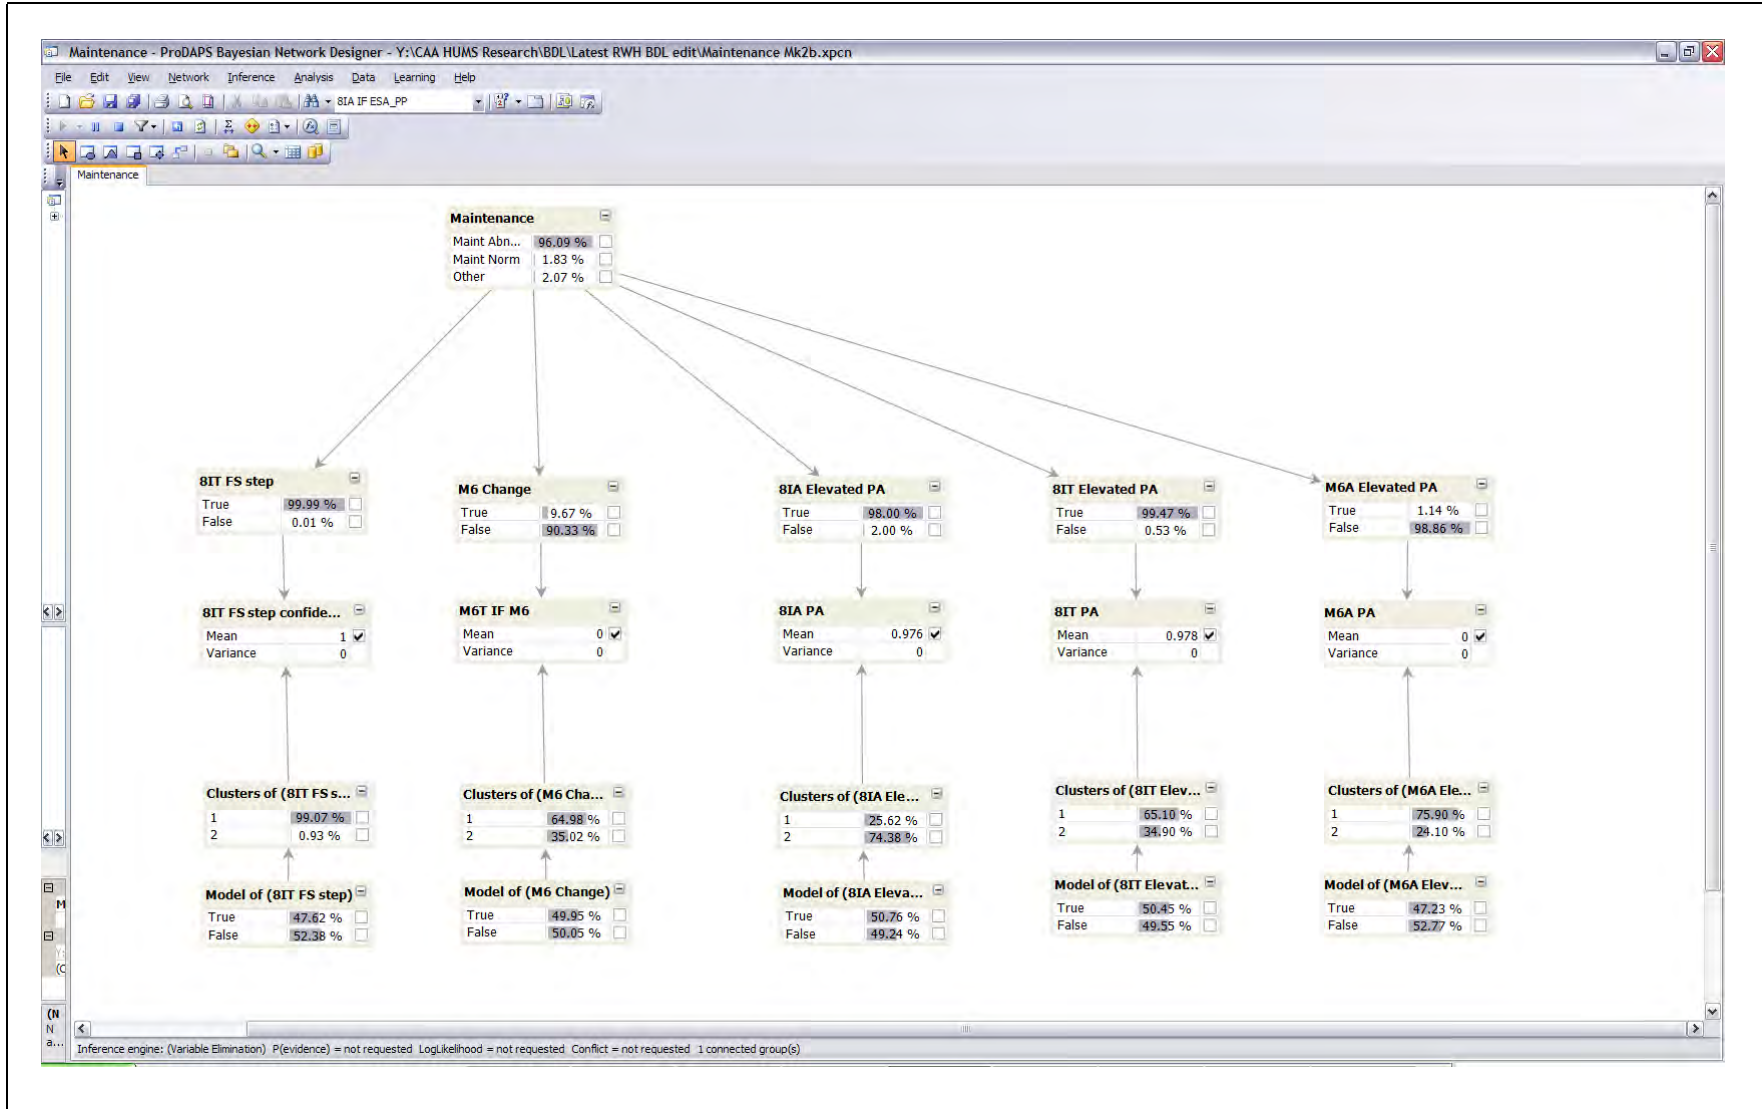 Maintenance - ProDAPS Bayesian Network Designer - Y:\CAA HUMS Research\BDL\Latest RWH BDL edit\Maintenance Mk2b.xpcn
File Edit View Network Inference Analysis Data Learning Help
8IA IF ESA_PP
Maintenance
Maintenance
Maint Abn... 96.09 %
Maint Norm 1.83 %
Other 2.07 %
8IT FS step
True 99.99 %
False 0.01 %
M6 Change
True 9.67 %
False 90.33 %
8IA Elevated PA
True 98.00 %
False 2.00 %
8IT Elevated PA
True 99.47 %
False 0.53 %
M6A Elevated PA
True 1.14 %
False 98.86 %
8IT FS step confide...
Mean 1
Variance 0
M6T IF M6
Mean 0
Variance 0
8IA PA
Mean 0.976
Variance 0
8IT PA
Mean 0.978
Variance 0
M6A PA
Mean 0
Variance 0
Clusters of (8IT FS s...
1 99.07 %
2 0.93 %
Clusters of (M6 Cha...
1 64.98 %
2 35.02 %
Clusters of (8IA Ele...
1 25.62 %
2 74.38 %
Clusters of (8IT Elev...
1 65.10 %
2 34.90 %
Clusters of (M6A Ele...
1 75.90 %
2 24.10 %
Model of (8IT FS step)
True 47.62 %
False 52.38 %
Model of (M6 Change)
True 49.95 %
False 50.05 %
Model of (8IA Eleva...
True 50.76 %
False 49.24 %
Model of (8IT Elevat...
True 50.45 %
False 49.55 %
Model of (M6A Elev...
True 47.23 %
False 52.77 %
M
(C
(N
N
a...
Inference engine: (Variable Elimination) P(evidence) = not requested LogLikelihood = not requested Conflict = not requested 1 connected group(s)